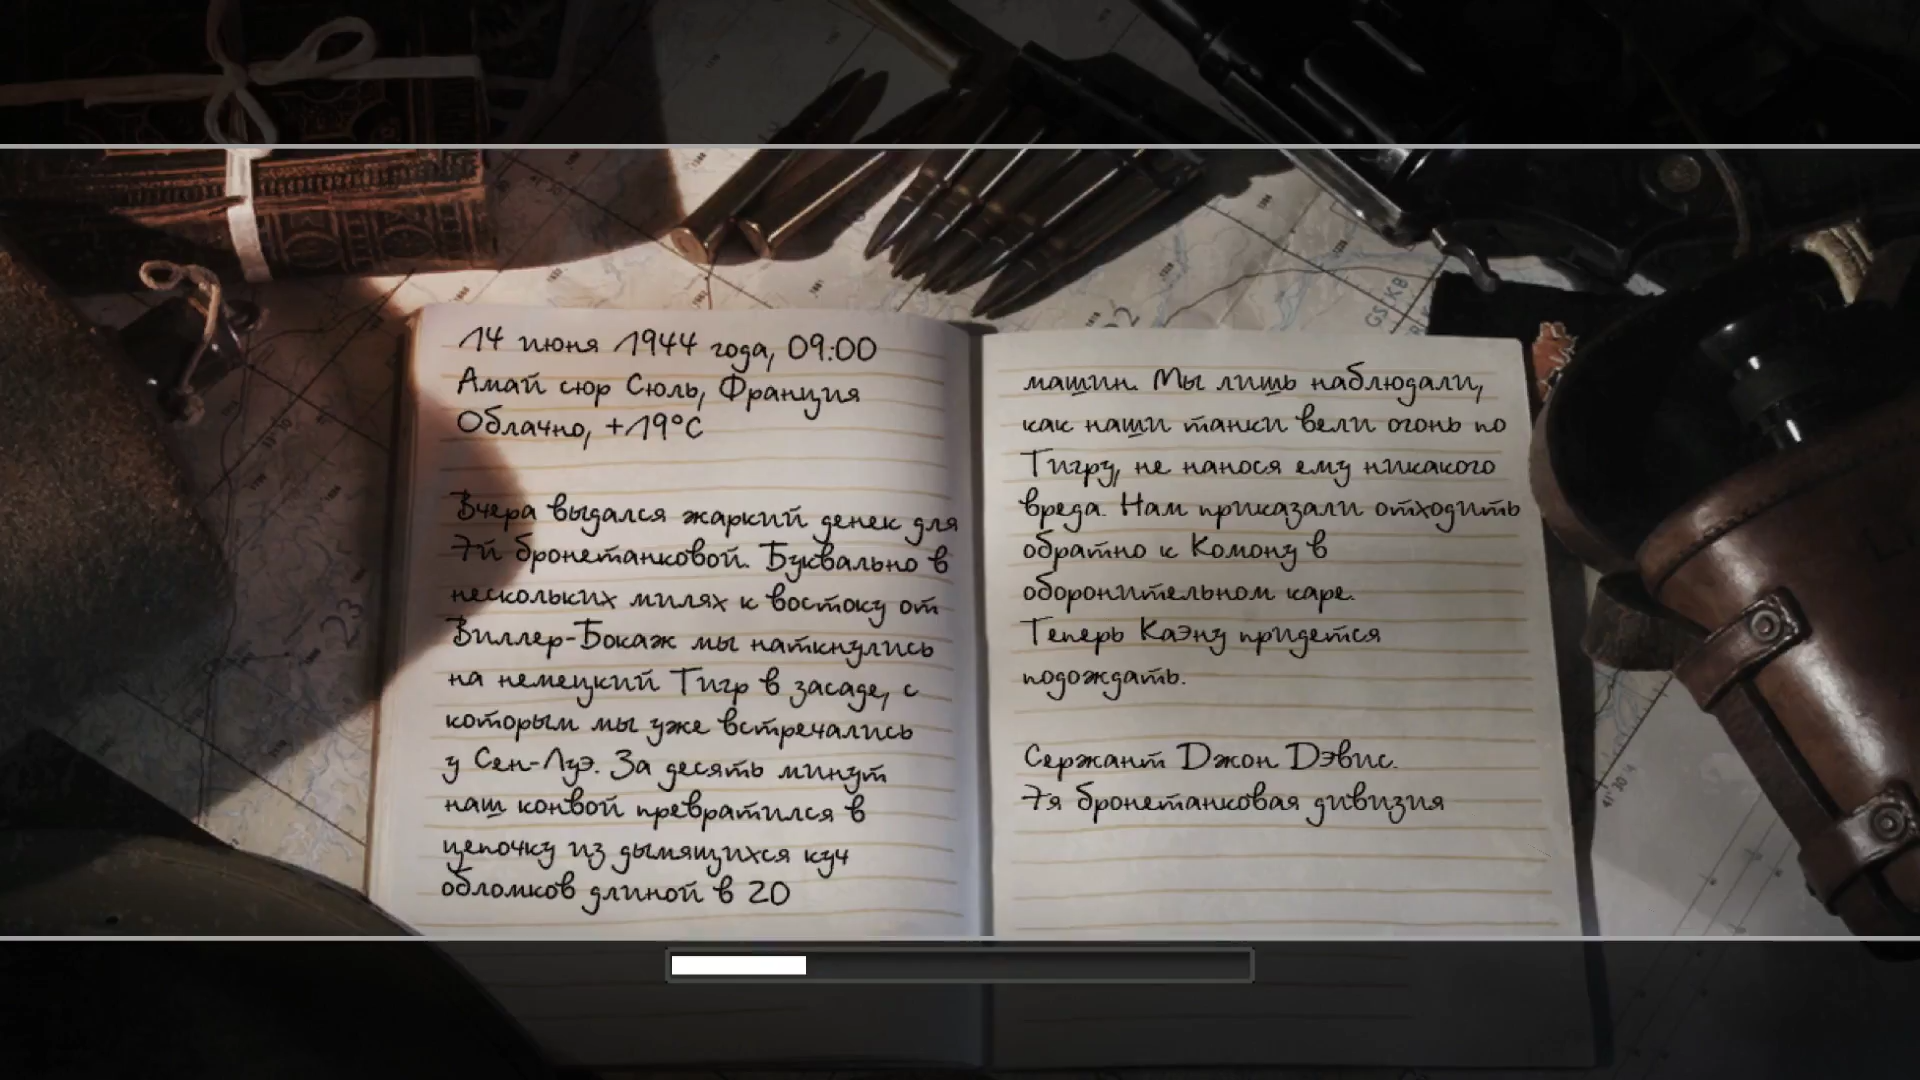 14 июня 1944 года, 09:00
Амай сюр Сюль, Франция
Облачно, +19°C
Вчера выдался жаркий денек для
7й бронетанковой. Буквально в
нескольких милях к востоку от
Виллер-Бокаж мы наткнулись
на немецкий Тигр в засаде, с
которым мы уже встречались
у Сен-Луэ. За десять минут
наш конвой превратился в
цепочку из дымящихся куч
обломков длиной в 20
машин. Мы лишь наблюдали,
как наши танки вели огонь по
Тигру, не нанося ему никакого
вреда. Нам приказали отходить
обратно к Комону в
оборонительном каре.
Теперь Каэну придется
подождать.
Сержант Джон Дэвис.
7я бронетанковая дивизия
GSGKB
23